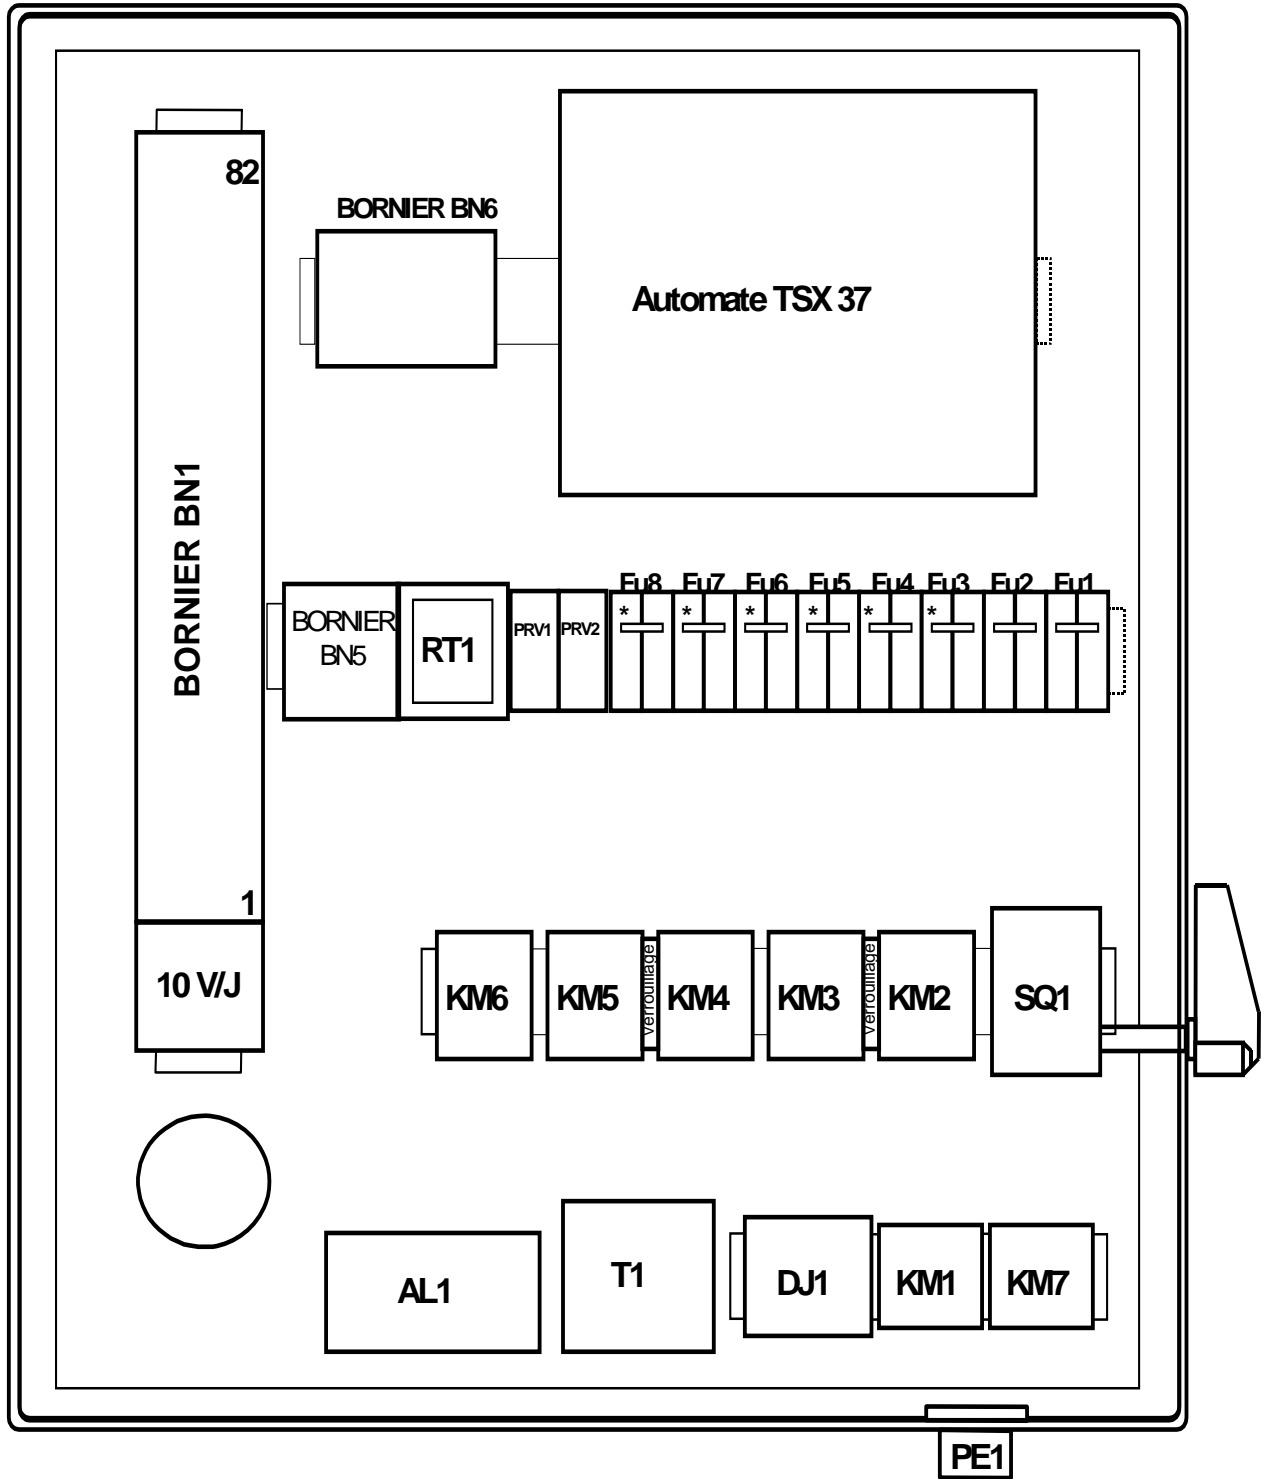 82
BORNIER BN6
Automate TSX 37
BORNIER BN1
Fu8 Fu7 Fu6 Fu5 Fu4 Fu3 Fu2 Fu1
* * * * * *
BORNIER
BN5
RT1
PRV1
PRV2
1
10 V/J
KM6
KM5
Verrouillage
KM4
KM3
Verrouillage
KM2
SQ1
AL1
T1
DJ1
KM1
KM7
PE1